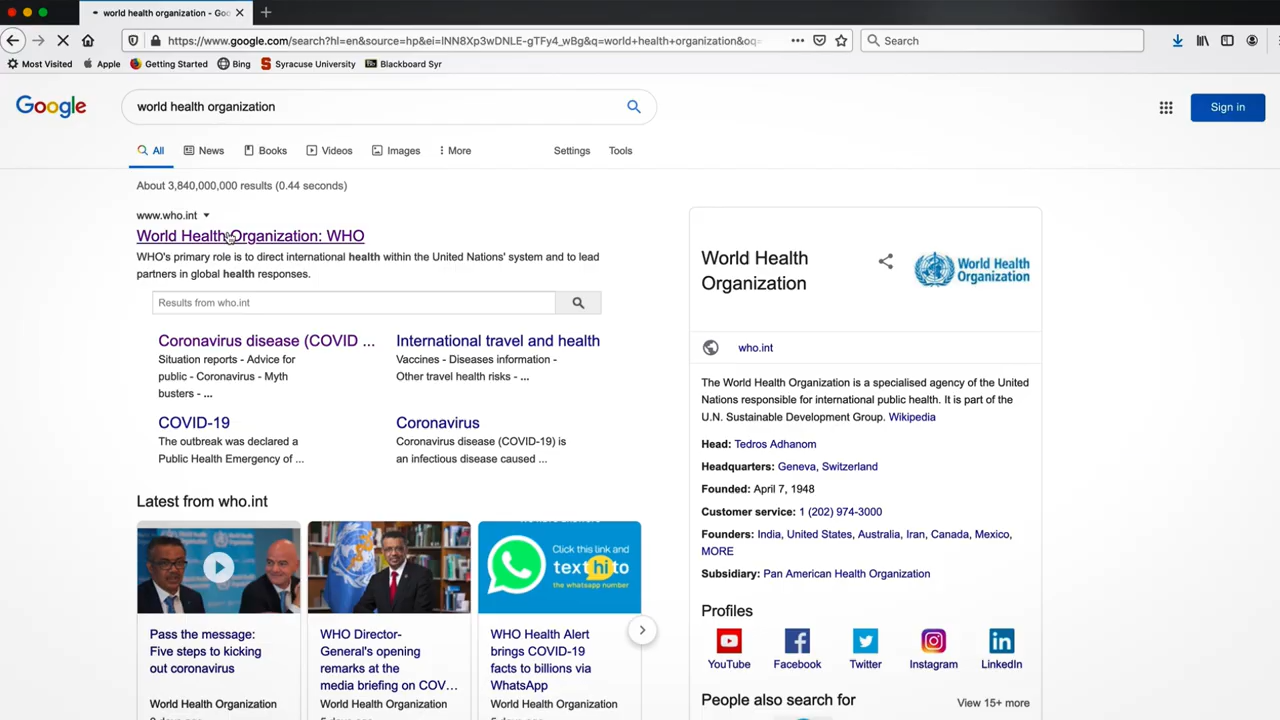 world health organization - Goo
https://www.google.com/search?hl=en&source=hp&ei=lNN8Xp3wDNLE-gTFy4_wBg&q=world+health+organization&oq=
Search
Most Visited
Apple
Getting Started
Bing
Syracuse University
Blackboard Syr
Google
world health organization
Sign in
All
News
Books
Videos
Images
More
Settings
Tools
About 3,840,000,000 results (0.44 seconds)
www.who.int
World Health Organization: WHO
WHO's primary role is to direct international health within the United Nations' system and to lead
partners in global health responses.
Results from who.int
Coronavirus disease (COVID ...
Situation reports - Advice for
public - Coronavirus - Myth
busters - ...
International travel and health
Vaccines - Diseases information -
Other travel health risks - ...
COVID-19
The outbreak was declared a
Public Health Emergency of ...
Coronavirus
Coronavirus disease (COVID-19) is
an infectious disease caused ...
Latest from who.int
Click this link and
text hi to
the whatsapp number
Pass the message:
Five steps to kicking
out coronavirus
World Health Organization
WHO Director-
General's opening
remarks at the
media briefing on COV...
World Health Organization
WHO Health Alert
brings COVID-19
facts to billions via
WhatsApp
World Health Organization
World Health
Organization
World Health
Organization
who.int
The World Health Organization is a specialised agency of the United
Nations responsible for international public health. It is part of the
U.N. Sustainable Development Group. Wikipedia
Head: Tedros Adhanom
Headquarters: Geneva, Switzerland
Founded: April 7, 1948
Customer service: 1 (202) 974-3000
Founders: India, United States, Australia, Iran, Canada, Mexico,
MORE
Subsidiary: Pan American Health Organization
Profiles
YouTube
Facebook
Twitter
Instagram
LinkedIn
People also search for
View 15+ more